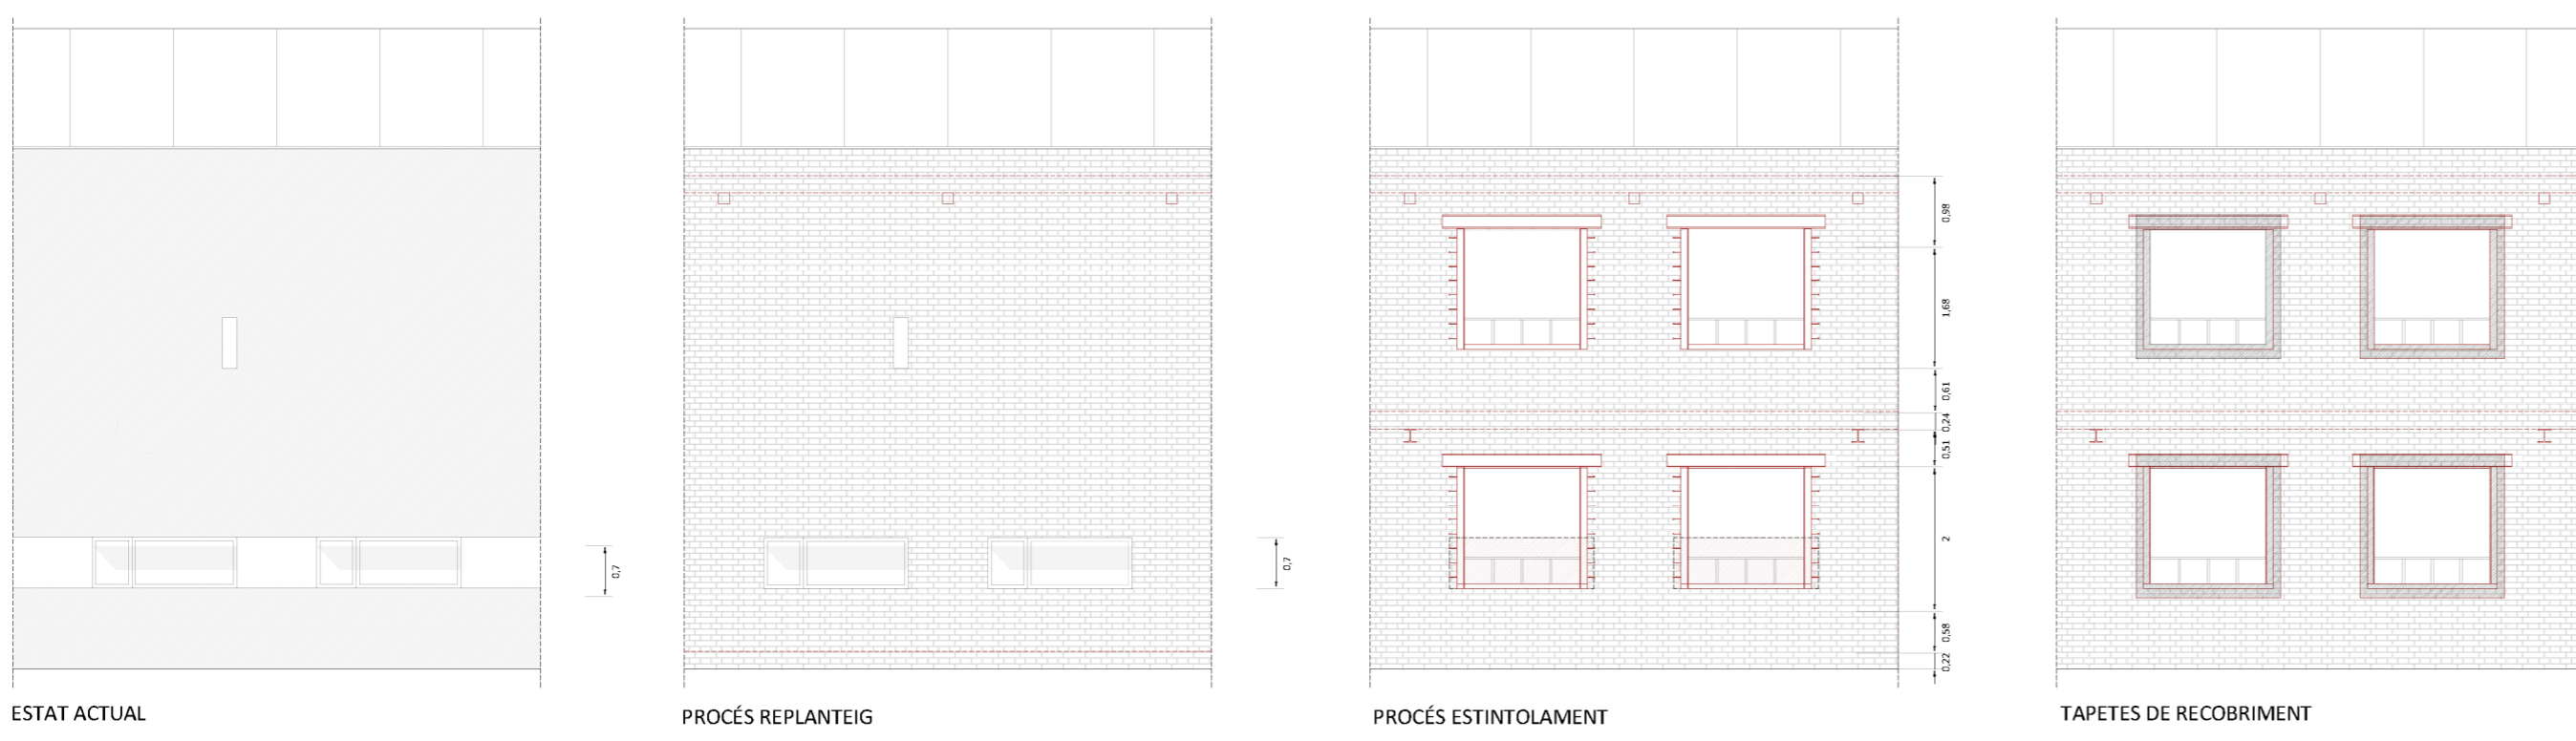 0,7
0,7
0,98
1,68
0,61
0,24
0,51
2
0,58
0,22
ESTAT ACTUAL
PROCÉS REPLANTEIG
PROCÉS ESTINTOLAMENT
TAPETES DE RECOBRIMENT